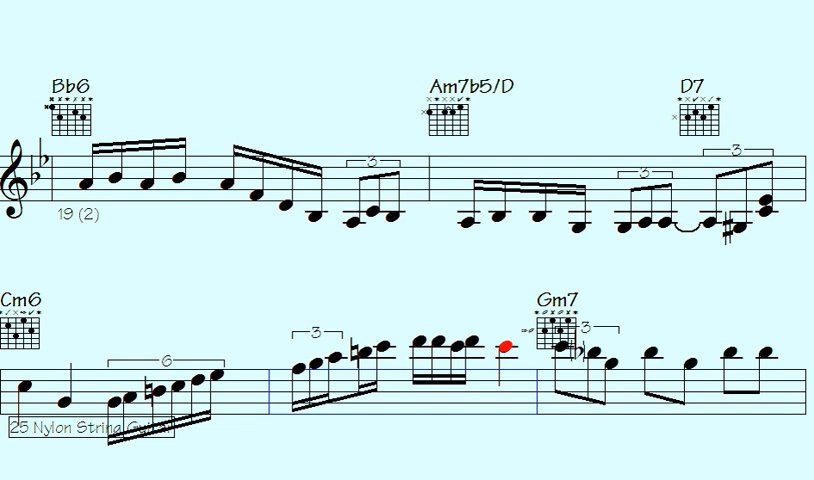 Bb6 Am7b5/D D7
3 3 3
19 (2)
Cm6 Gm7
6 3 3
25 Nylon String Guitar